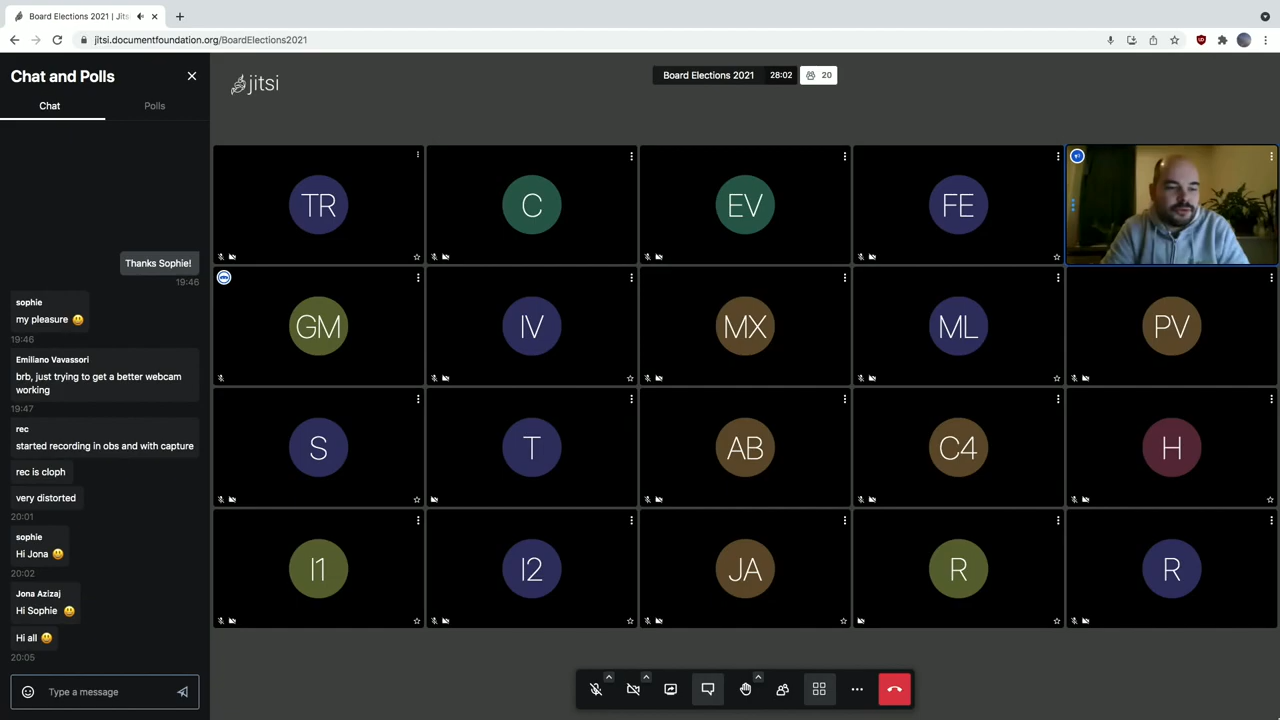 Board Elections 2021 | Jits
jitsi.documentfoundation.org/BoardElections2021
Chat and Polls
Chat
Polls
Thanks Sophie!
19:46
sophie
my pleasure 😃
19:46
Emiliano Vavassori
brb, just trying to get a better webcam
working
19:47
rec
started recording in obs and with capture
rec is cloph
very distorted
20:01
sophie
Hi Jona 😃
20:02
Jona Azizaj
Hi Sophie 😃
Hi all 😃
20:05
Type a message
jitsi
Board Elections 2021 28:02 20
TR
C
EV
FE
GM
IV
MX
ML
PV
S
T
AB
C4
H
I1
I2
JA
R
R